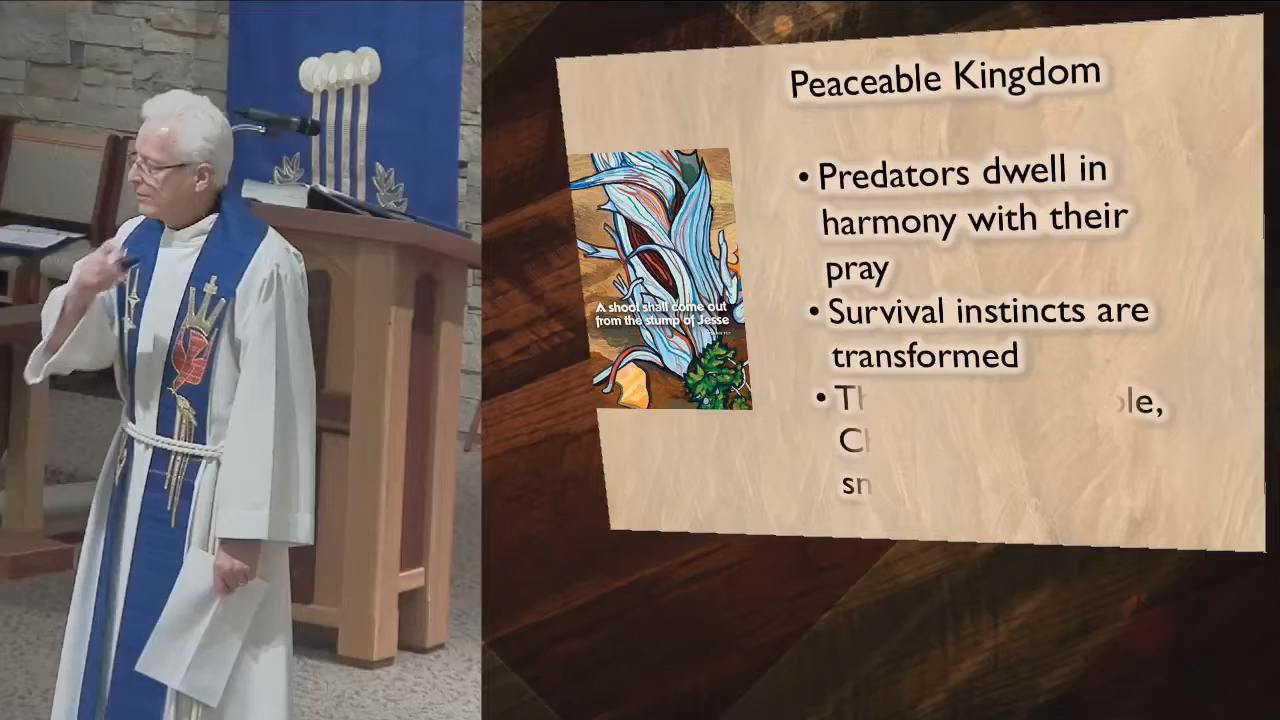 Peaceable Kingdom
• Predators dwell in
harmony with their
pray
• Survival instincts are
transformed
A shoot shall come out
from the stump of Jesse